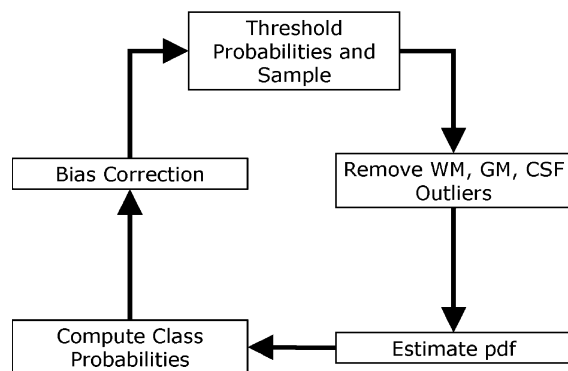 Threshold
Probabilities and
Sample
Bias Correction
Remove WM, GM, CSF
Outliers
Compute Class
Probabilities
Estimate pdf